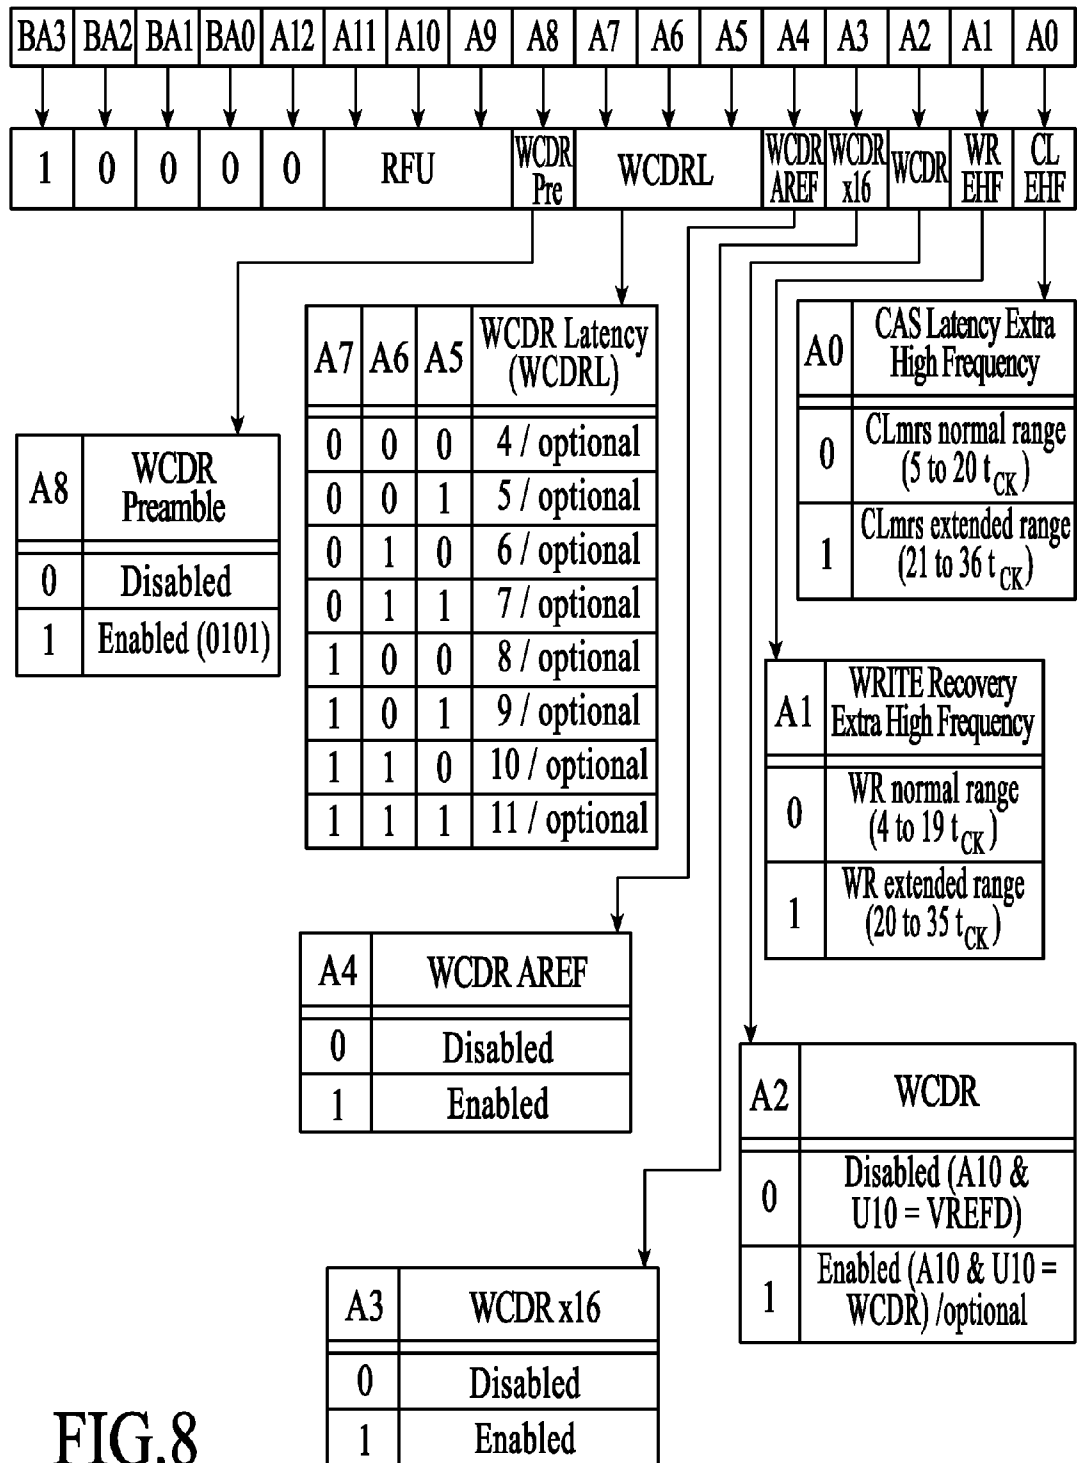 BA3 BA2 BA1 BA0 A12 A11 A10 A9 A8 A7 A6 A5 A4 A3 A2 A1 A0
1 0 0 0 0 RFU WCDR Pre WCDRL WCDR AREF WCDR x16 WCDR WR EHF CL EHF
A7 A6 A5 WCDR Latency
(WCDRL)
0 0 0 4 / optional
0 0 1 5 / optional
0 1 0 6 / optional
0 1 1 7 / optional
1 0 0 8 / optional
1 0 1 9 / optional
1 1 0 10 / optional
1 1 1 11 / optional
A0 CAS Latency Extra
High Frequency
0 CLmrs normal range
(5 to 20 tCK)
1 CLmrs extended range
(21 to 36 tCK)
A8 WCDR
Preamble
0 Disabled
1 Enabled (0101)
A1 WRITE Recovery
Extra High Frequency
0 WR normal range
(4 to 19 tCK)
1 WR extended range
(20 to 35 tCK)
A4 WCDR AREF
0 Disabled
1 Enabled
A2 WCDR
0 Disabled (A10 &
U10 = VREFD)
1 Enabled (A10 & U10 =
WCDR) /optional
A3 WCDR x16
0 Disabled
1 Enabled
FIG.8